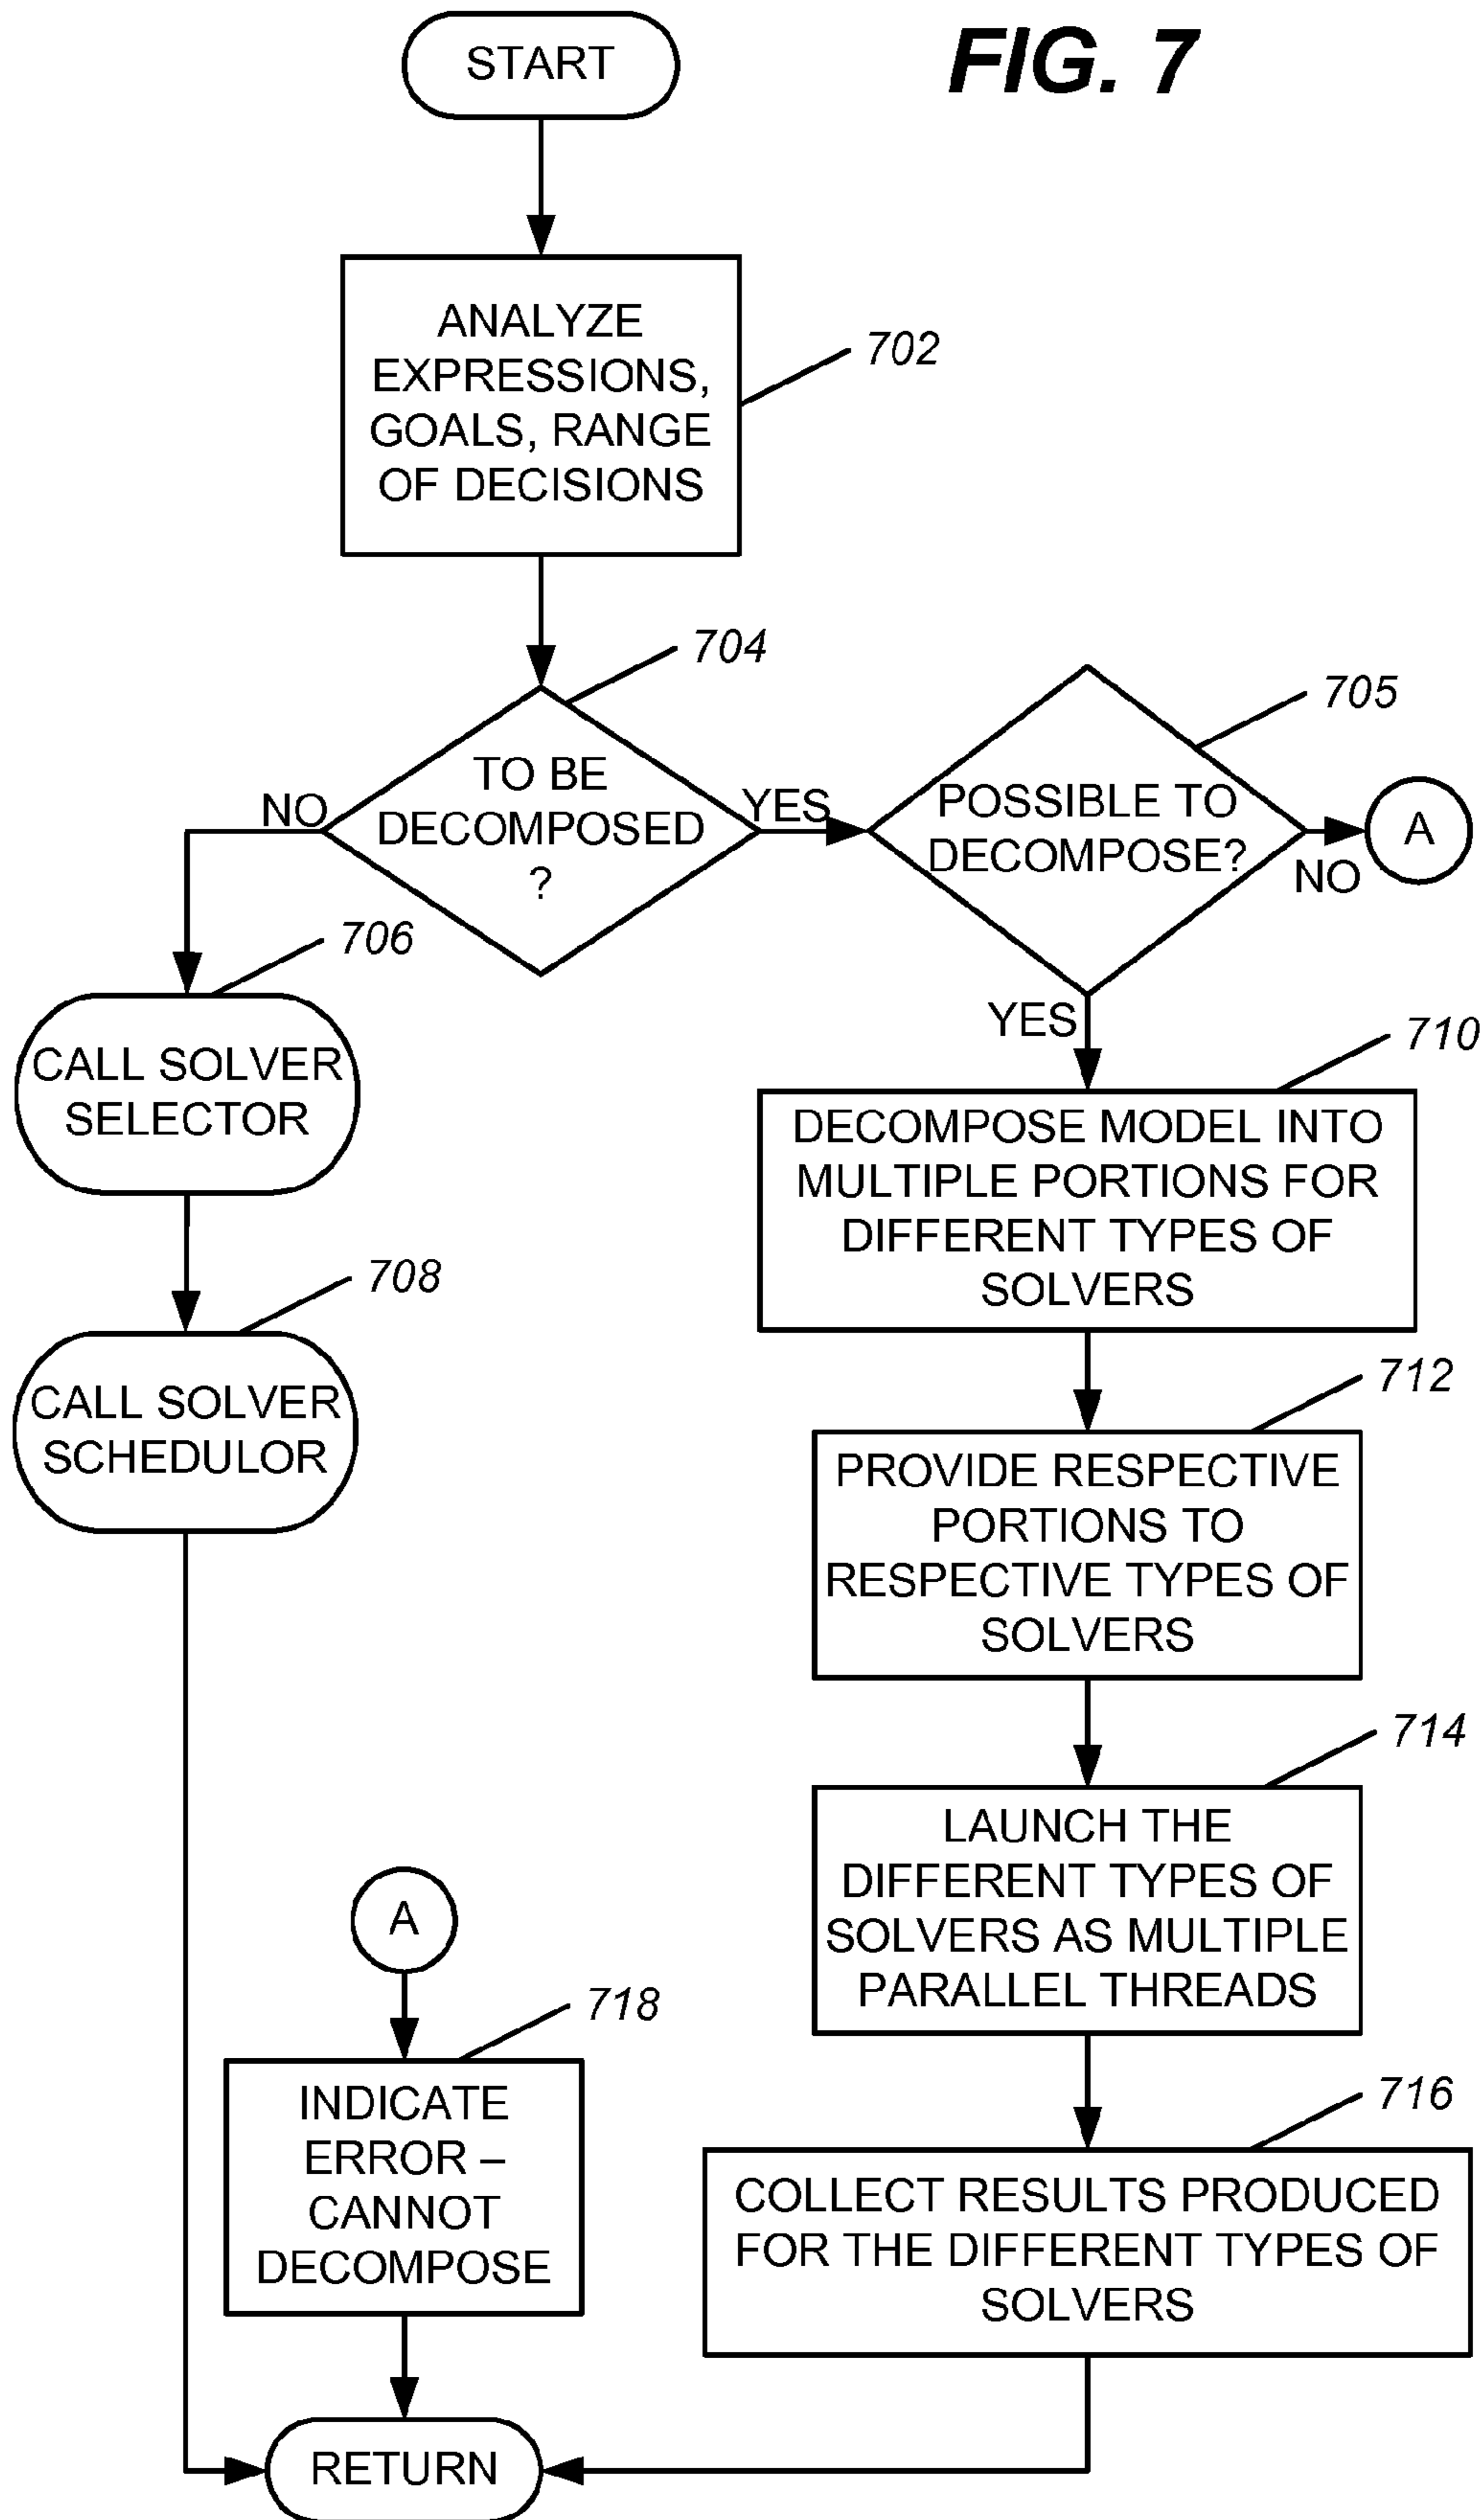 START
FIG. 7
ANALYZE
EXPRESSIONS,
GOALS, RANGE
OF DECISIONS
702
704
TO BE
DECOMPOSED
?
NO
YES
705
POSSIBLE TO
DECOMPOSE?
NO
A
YES
706
CALL SOLVER
SELECTOR
708
CALL SOLVER
SCHEDULOR
710
DECOMPOSE MODEL INTO
MULTIPLE PORTIONS FOR
DIFFERENT TYPES OF
SOLVERS
712
PROVIDE RESPECTIVE
PORTIONS TO
RESPECTIVE TYPES OF
SOLVERS
714
LAUNCH THE
DIFFERENT TYPES OF
SOLVERS AS MULTIPLE
PARALLEL THREADS
716
COLLECT RESULTS PRODUCED
FOR THE DIFFERENT TYPES OF
SOLVERS
A
718
INDICATE
ERROR –
CANNOT
DECOMPOSE
RETURN